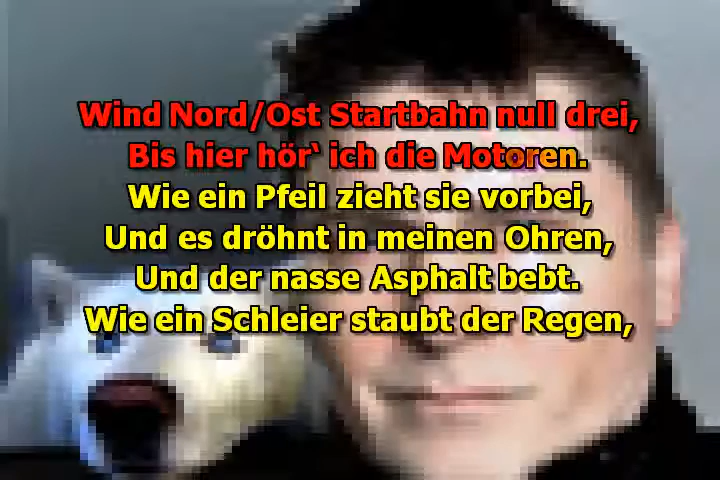 Wind Nord/Ost Startbahn null drei,
Bis hier hör‘ ich die Motoren.
Wie ein Pfeil zieht sie vorbei,
Und es dröhnt in meinen Ohren,
Und der nasse Asphalt bebt.
Wie ein Schleier staubt der Regen,